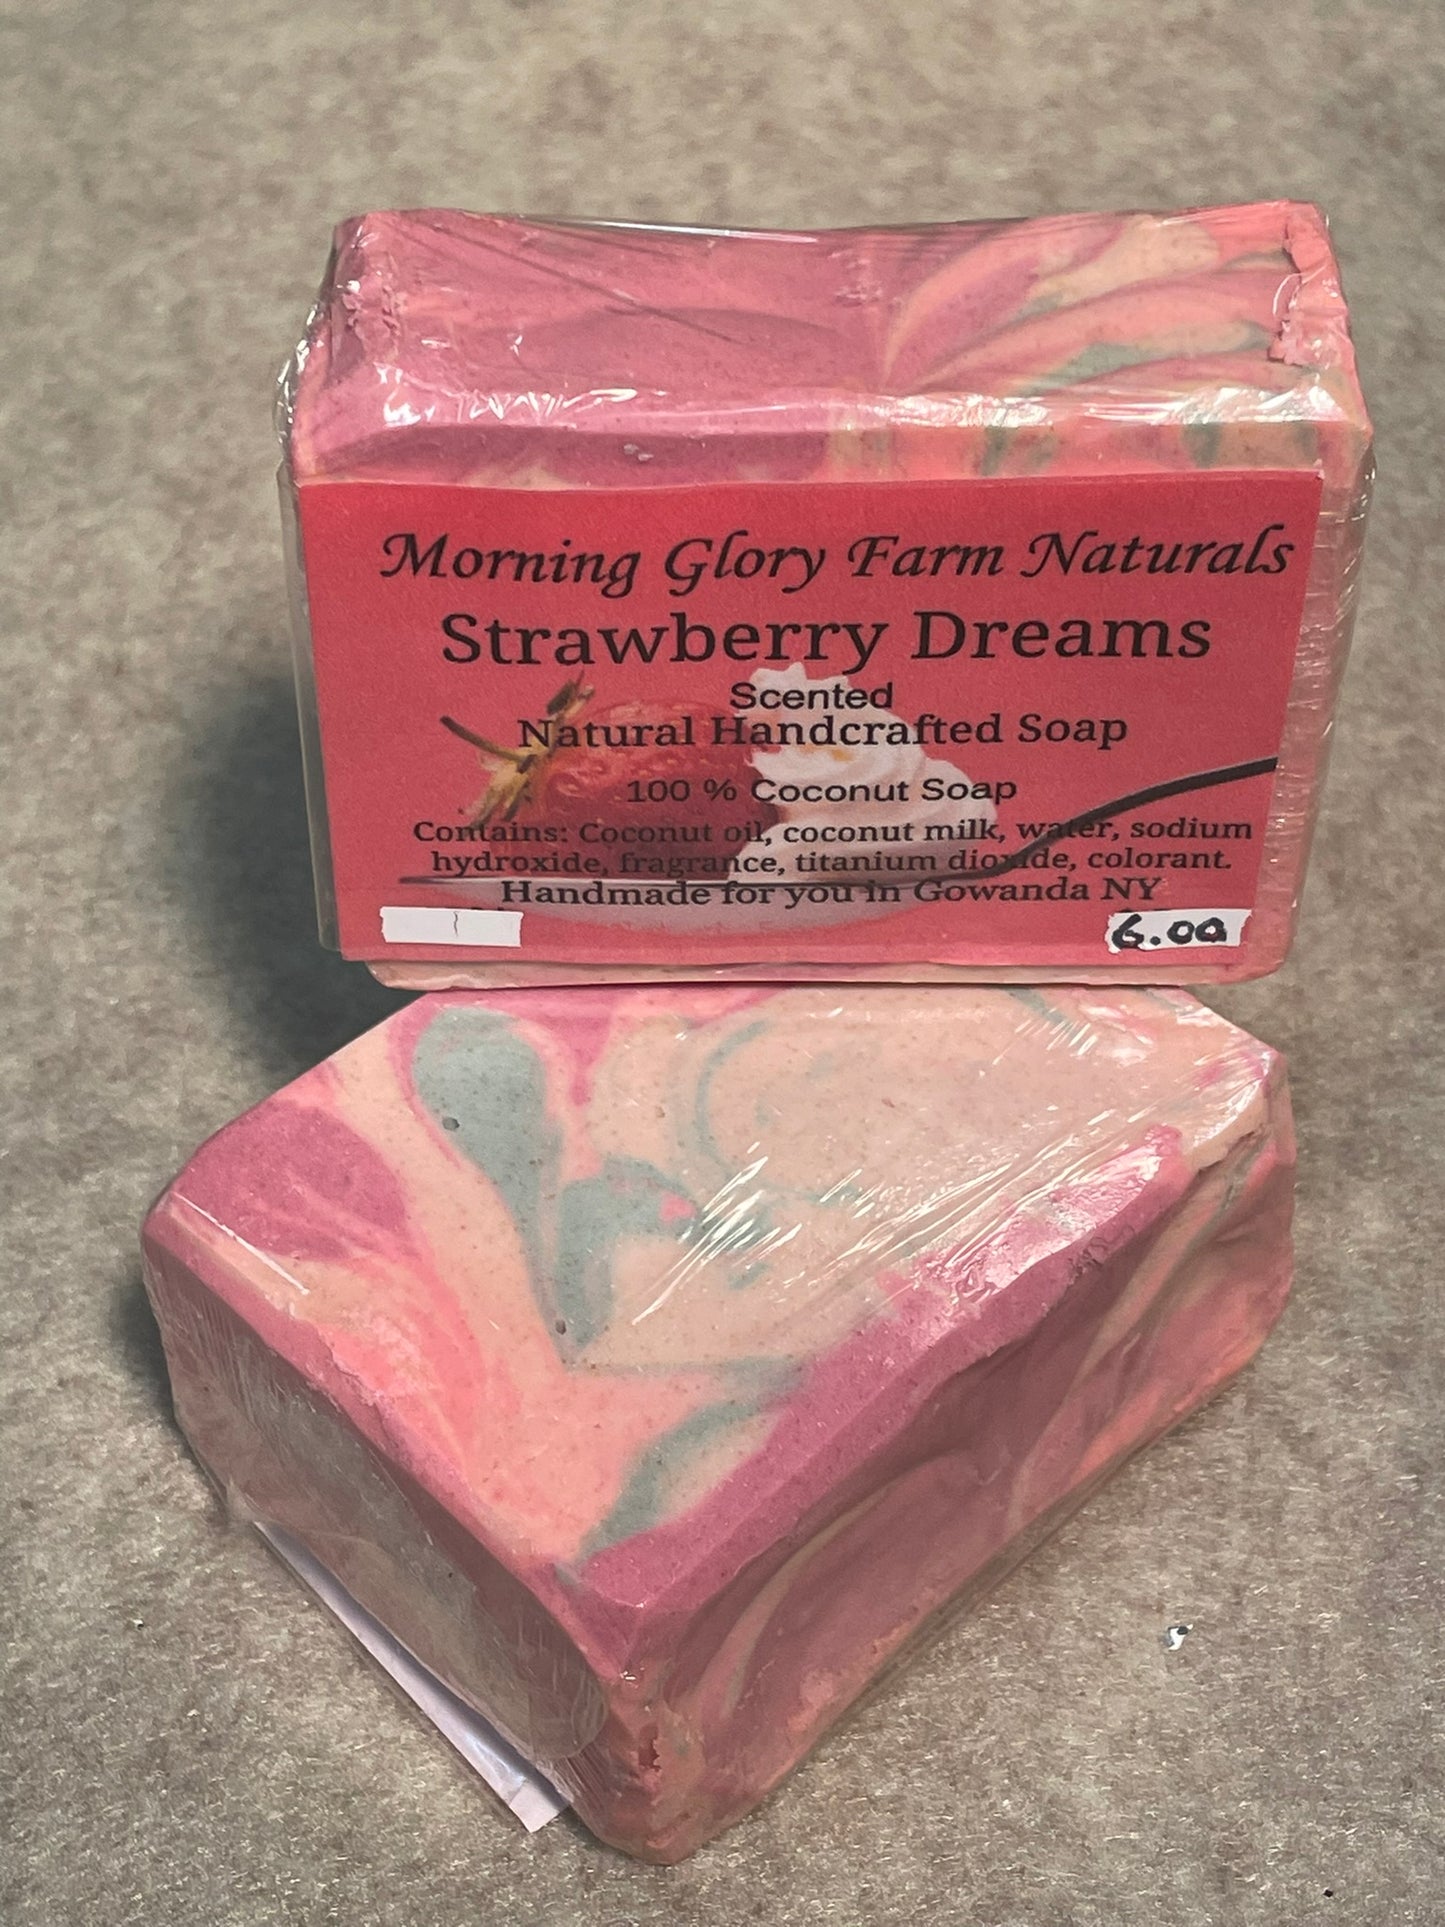 Morning Glory Farm Naturals
Strawberry Dreams
Scented
Natural Handcrafted Soap
100 % Coconut Soap
Contains: Coconut oil, coconut milk, water, sodium
hydroxide, fragrance, titanium dioxide, colorant.
Handmade for you in Gowanda NY
6.00